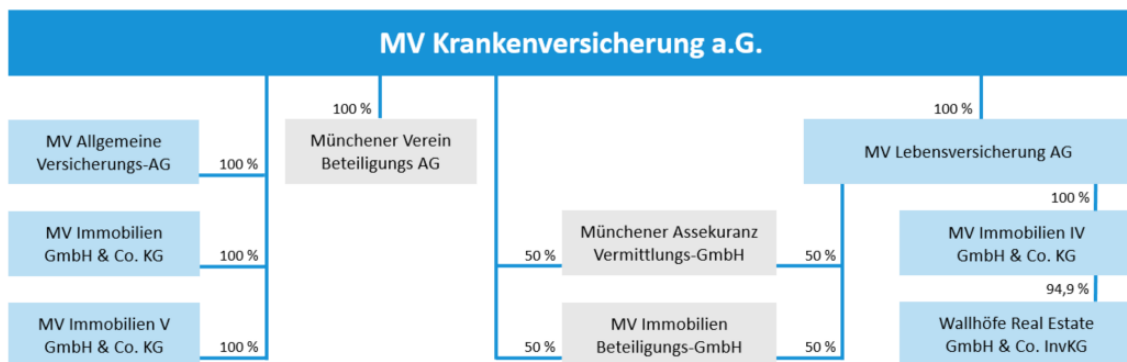 MV Krankenversicherung a.G.
100 %
100 %
MV Allgemeine
Versicherungs-AG
100 %
Münchener Verein
Beteiligungs AG
MV Lebensversicherung AG
100 %
MV Immobilien
GmbH & Co. KG
100 %
50 %
Münchener Assekuranz
Vermittlungs-GmbH
50 %
MV Immobilien IV
GmbH & Co. KG
94,9 %
MV Immobilien V
GmbH & Co. KG
100 %
50 %
MV Immobilien
Beteiligungs-GmbH
50 %
Wallhöfe Real Estate
GmbH & Co. InvKG